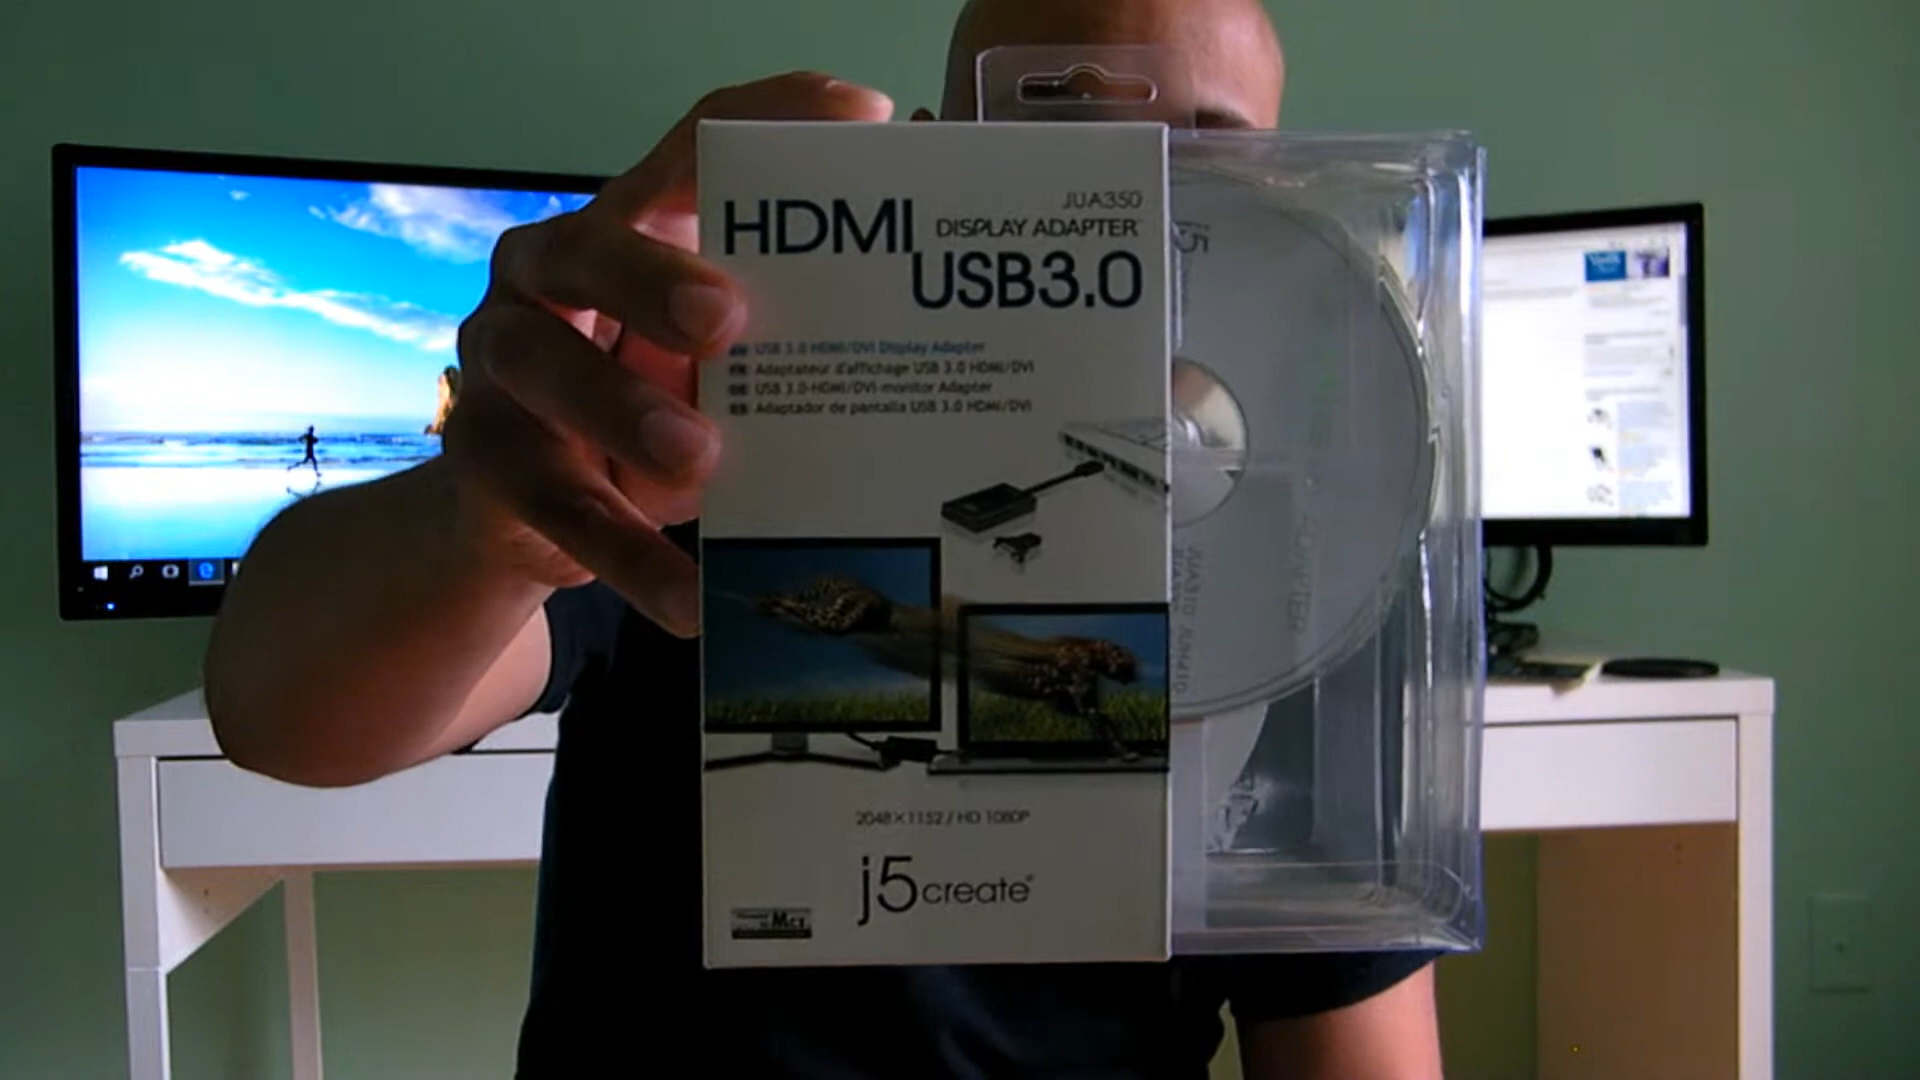 JUA350
HDMI DISPLAY ADAPTER
USB3.0
USB 3.0 HDMI/DVI Display Adapter
Adaptateur d'affichage USB 3.0 HDMI/DVI
USB 3.0-HDMI/DVI-monitor Adapter
Adaptador de pantalla USB 3.0 HDMI/DVI
2048×1152 / HD 1080P
j5create®
MCT